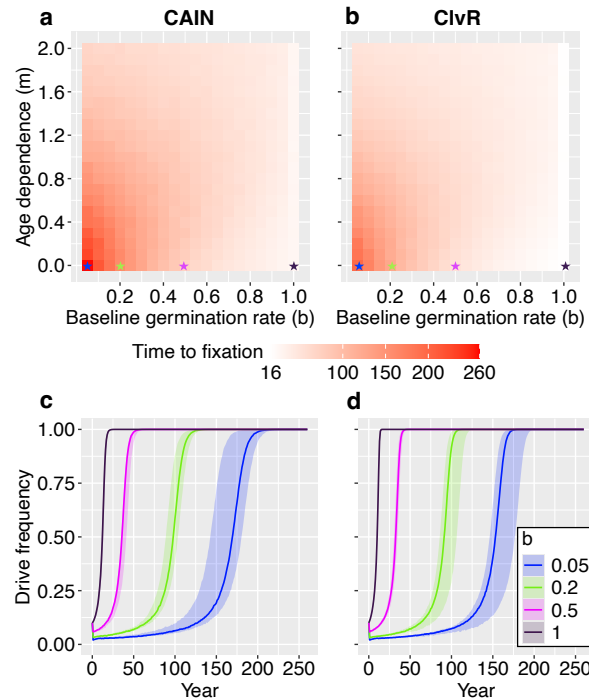 a CAIN b ClvR
Age dependence (m)
2.0
1.6
1.2
0.8
0.4
0.0
0.2 0.4 0.6 0.8 1.0 0.2 0.4 0.6 0.8 1.0
Baseline germination rate (b) Baseline germination rate (b)
Time to fixation
16 100 150 200 260
c d
Drive frequency
1.00
0.75
0.50
0.25
0.00
b
0.05
0.2
0.5
1
0 50 100 150 200 250 0 50 100 150 200 250
Year Year